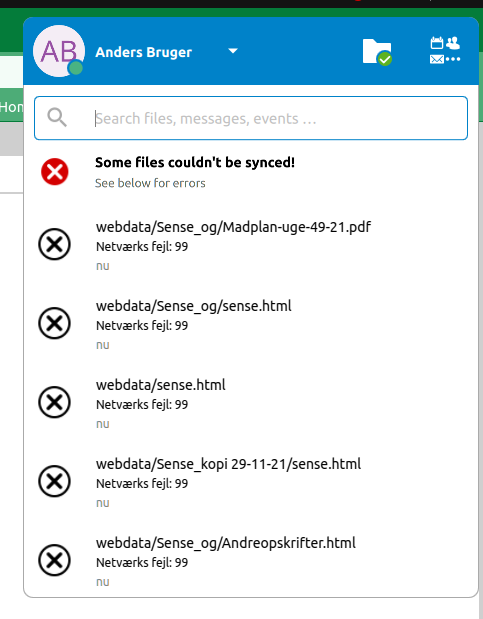 AB
Anders Bruger
Hom
Search files, messages, events ...
Some files couldn't be synced!
See below for errors
webdata/Sense_og/Madplan-uge-49-21.pdf
Netværks fejl: 99
nu
webdata/Sense_og/sense.html
Netværks fejl: 99
nu
webdata/sense.html
Netværks fejl: 99
nu
webdata/Sense_kopi 29-11-21/sense.html
Netværks fejl: 99
nu
webdata/Sense_og/Andreopskrifter.html
Netværks fejl: 99
nu